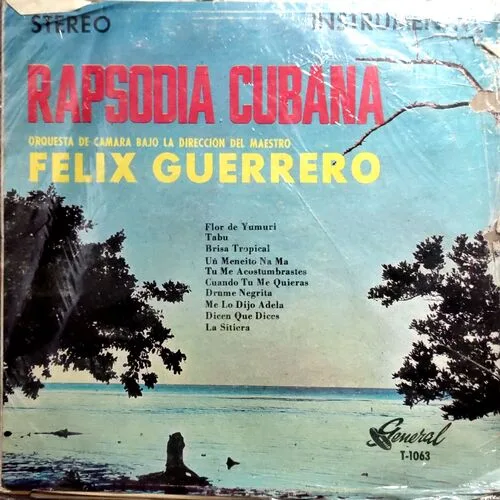 STEREO
INSTRUMEN
RAPSODIA CUBANA
ORQUESTA DE CAMARA BAJO LA DIRECCION DEL MAESTRO
FELIX GUERRERO
Flor de Yumuri
Tabu
Brisa Tropical
Un Meneito Na Ma
Tu Me Acostumbrastes
Cuando Tu Me Quieras
Drume Negrita
Me Lo Dijo Adela
Dicen Que Dices
La Sitiera
General
T-1063